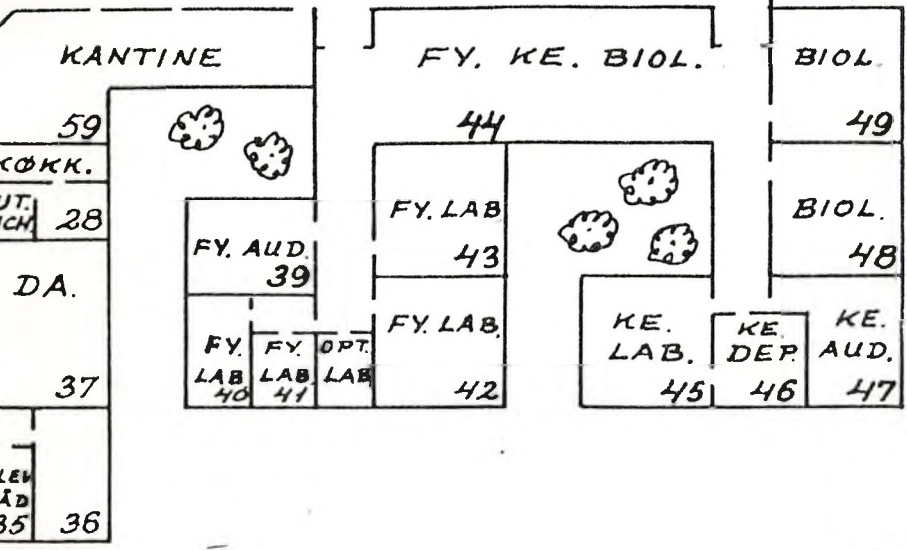 KANTINE
59
KØKK.
28
DA.
37
35
36
FY. AUD.
39
FY.
LAB
40
FY.
LAB
41
OPT.
LAB
FY. KE. BIOL.
44
FY. LAB
43
FY. LAB.
42
KE.
LAB.
45
KE.
DEP.
46
KE.
AUD.
47
BIOL.
48
BIOL
49